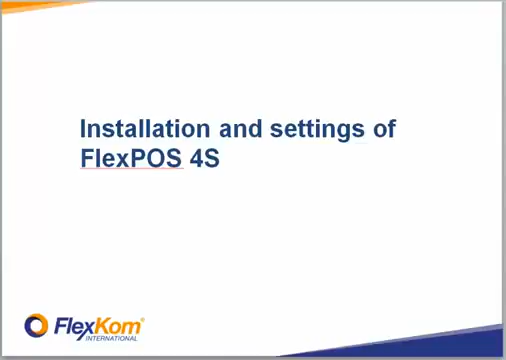 Installation and settings of
FlexPOS 4S
FlexKom®
INTERNATIONAL